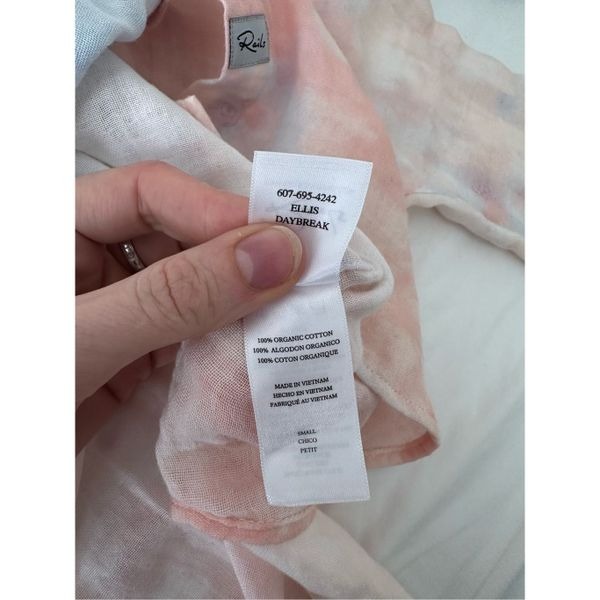 Rails
607-695-4242
ELLIS
DAYBREAK
100% ORGANIC COTTON
100% ALGODON ORGANICO
100% COTON ORGANIQUE
MADE IN VIETNAM
HECHO EN VIETNAM
FABRIQUÉ AU VIETNAM
SMALL
CHICO
PETIT